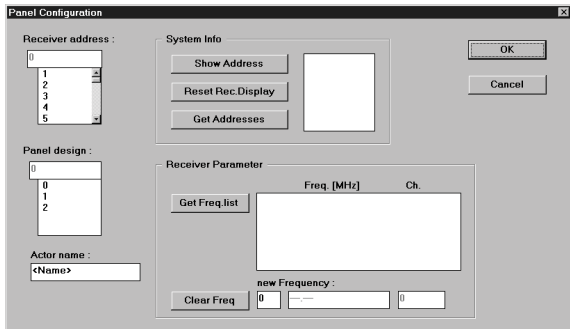 Panel Configuration
Receiver address :
0
1
2
3
4
5
System Info
Show Address
Reset Rec.Display
Get Addresses
OK
Cancel
Panel design :
0
0
1
2
Actor name :
<Name>
Receiver Parameter
Freq. [MHz] Ch.
Get Freq.list
new Frequency :
Clear Freq 0 ---.--- 0